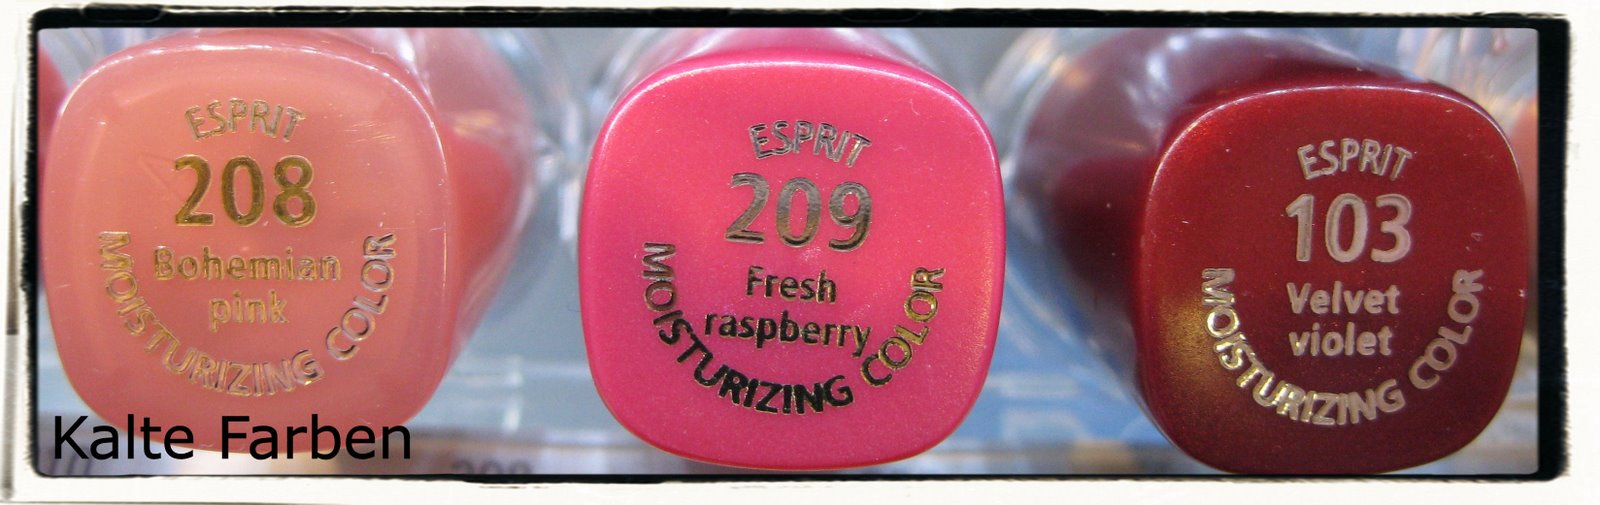 ESPRIT
208
Bohemian
pink
MOISTURIZING COLOR
ESPRIT
209
Fresh
raspberry
MOISTURIZING COLOR
ESPRIT
103
Velvet
violet
MOISTURIZING COLOR
Kalte Farben